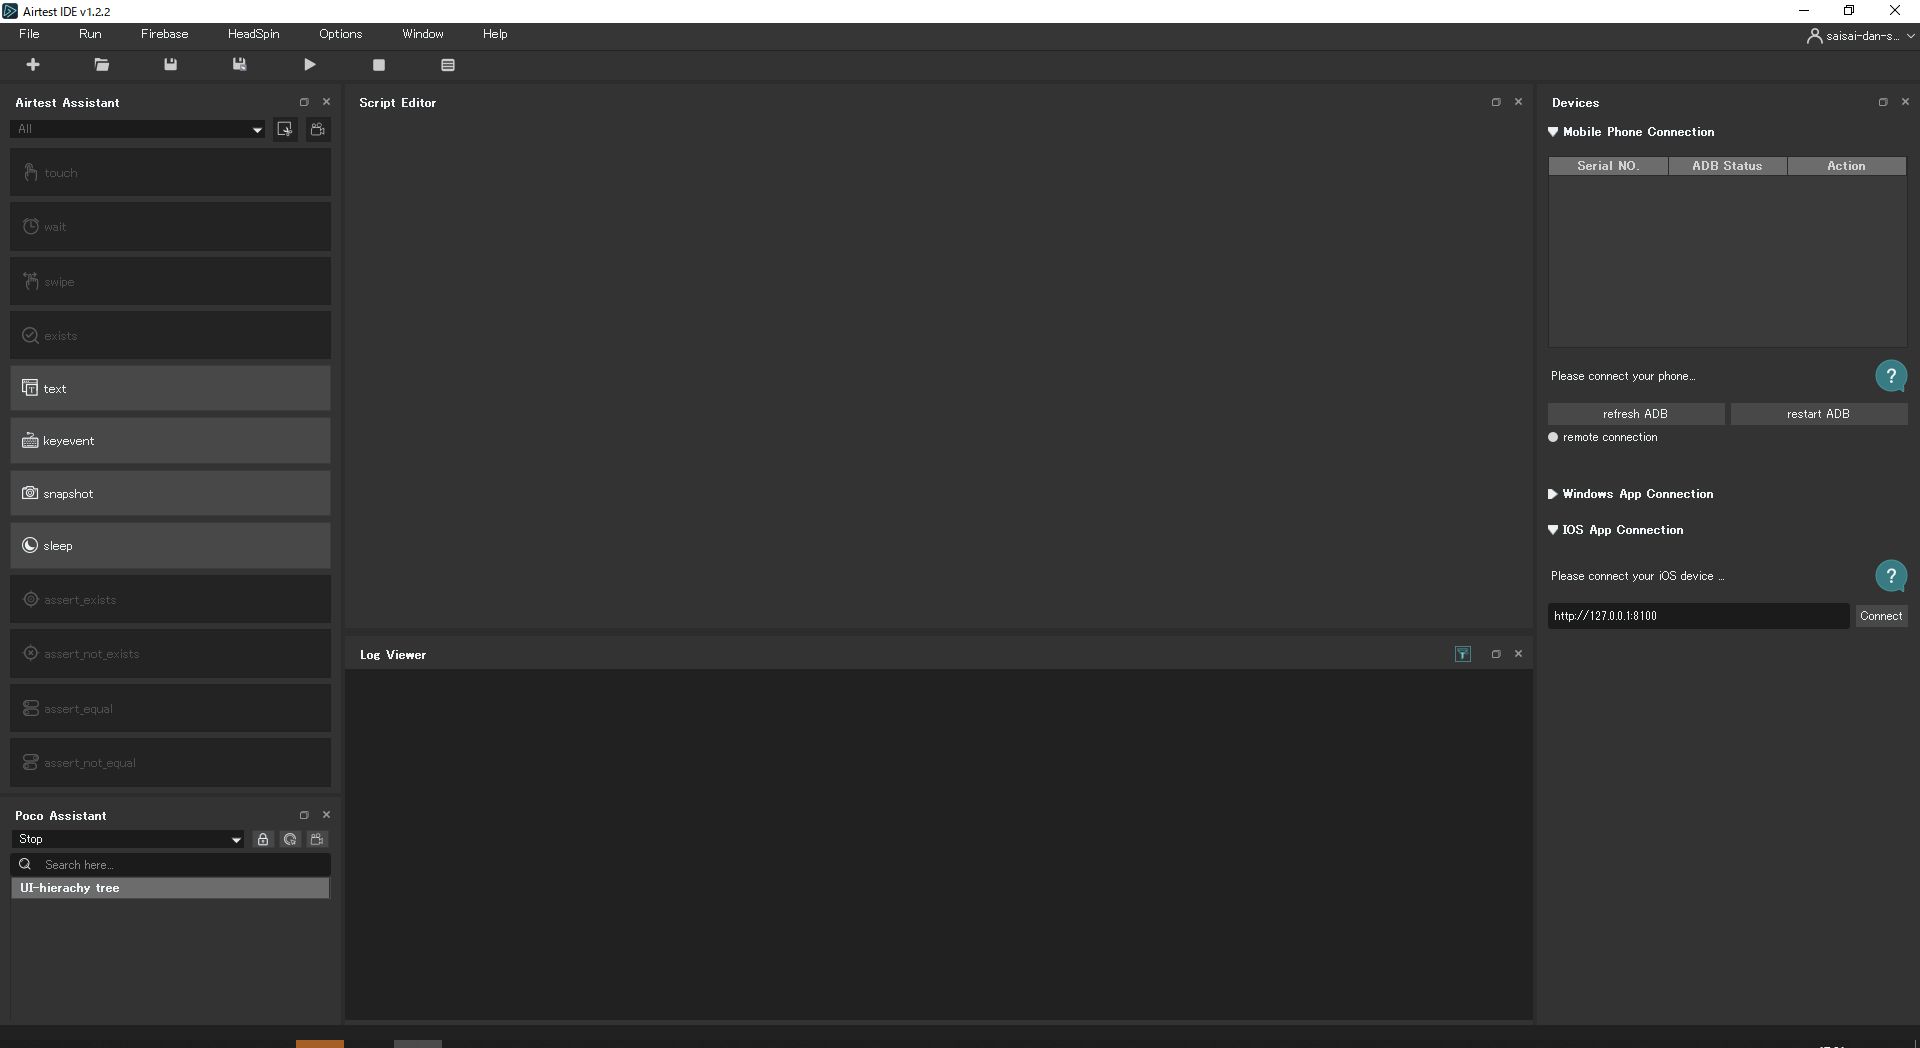 Airtest IDE v1.2.2
File Run Firebase HeadSpin Options Window Help
saisai-dan-s...
Airtest Assistant
All
touch
wait
swipe
exists
text
keyevent
snapshot
sleep
assert_exists
assert_not_exists
assert_equal
assert_not_equal
Poco Assistant
Stop
Search here...
UI-hierachy tree
Script Editor
Log Viewer
Devices
Mobile Phone Connection
Serial NO. ADB Status Action
Please connect your phone...
?
refresh ADB restart ADB
remote connection
Windows App Connection
IOS App Connection
Please connect your iOS device ...
?
http://127.0.0.1:8100 Connect